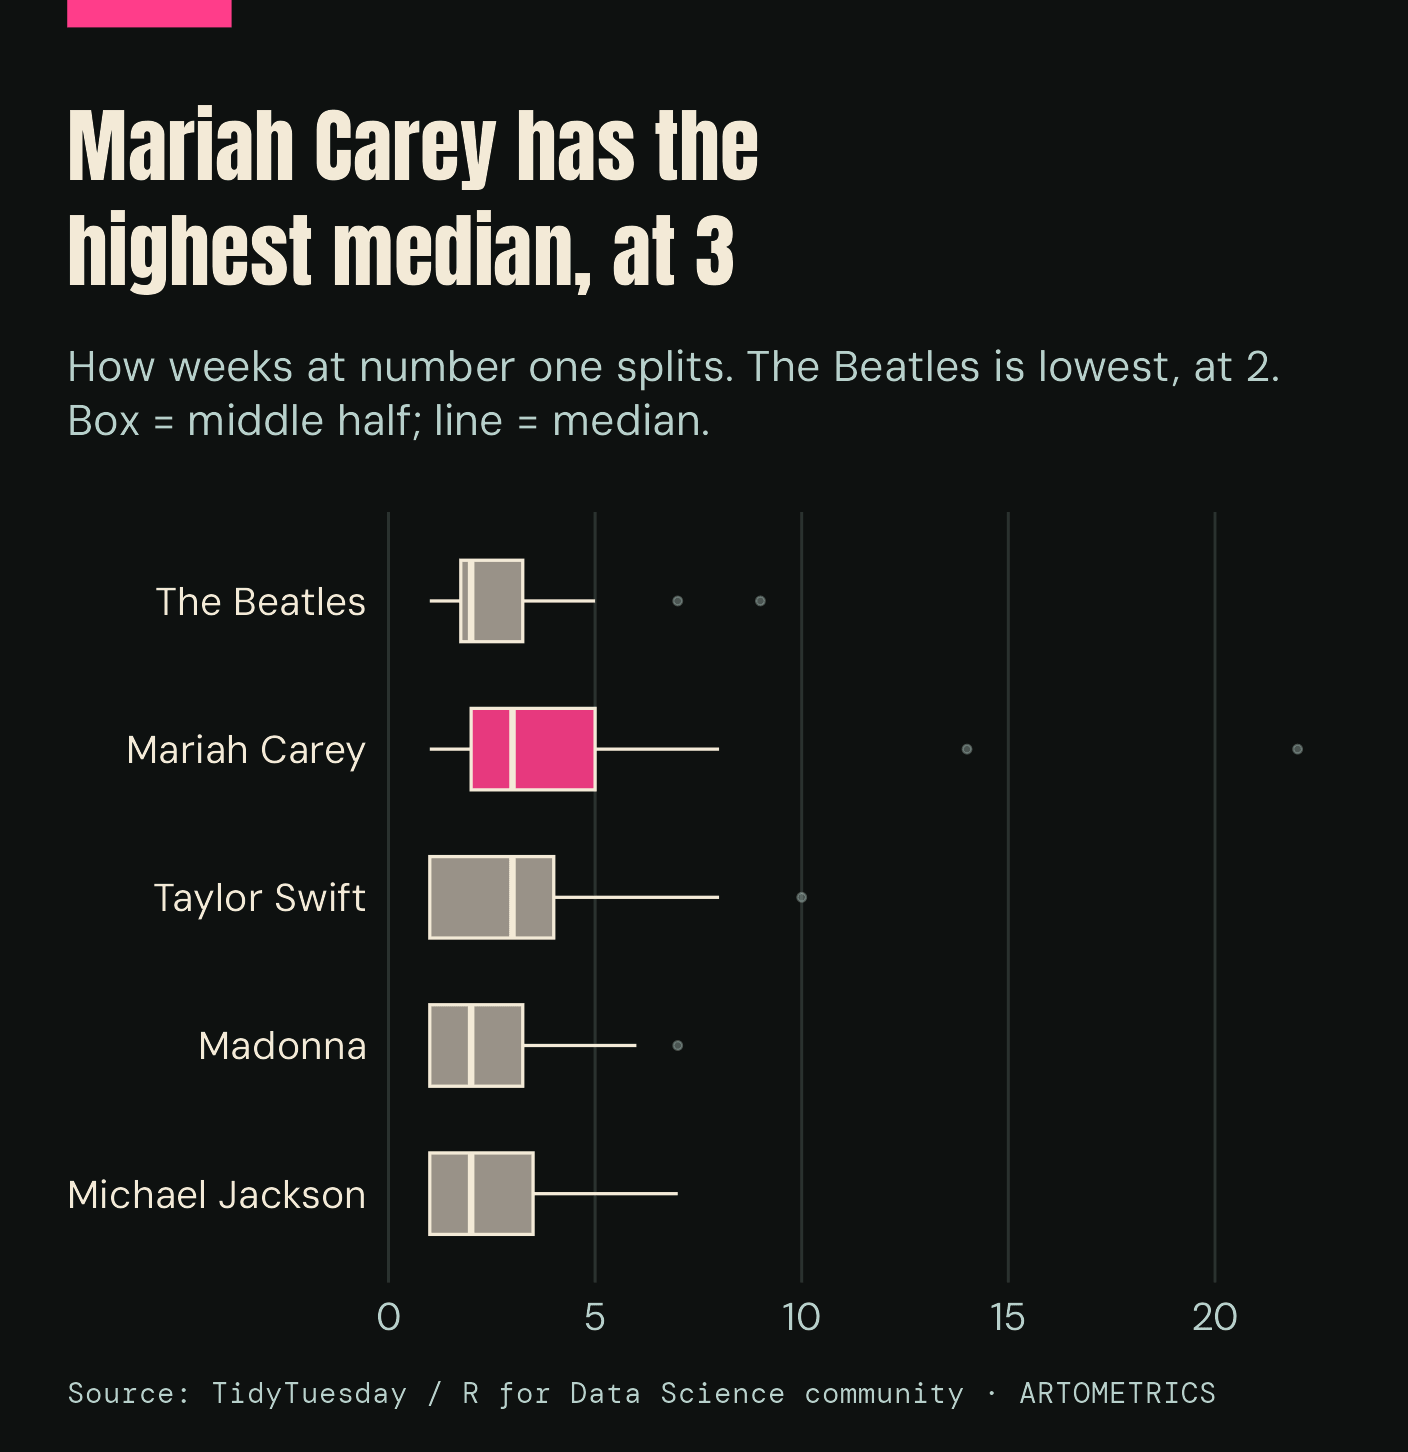 Mariah Carey has the
highest median, at 3
How weeks at number one splits. The Beatles is lowest, at 2.
Box = middle half; line = median.
The Beatles
Mariah Carey
Taylor Swift
Madonna
Michael Jackson
0 5 10 15 20
Source: TidyTuesday / R for Data Science community · ARTOMETRICS